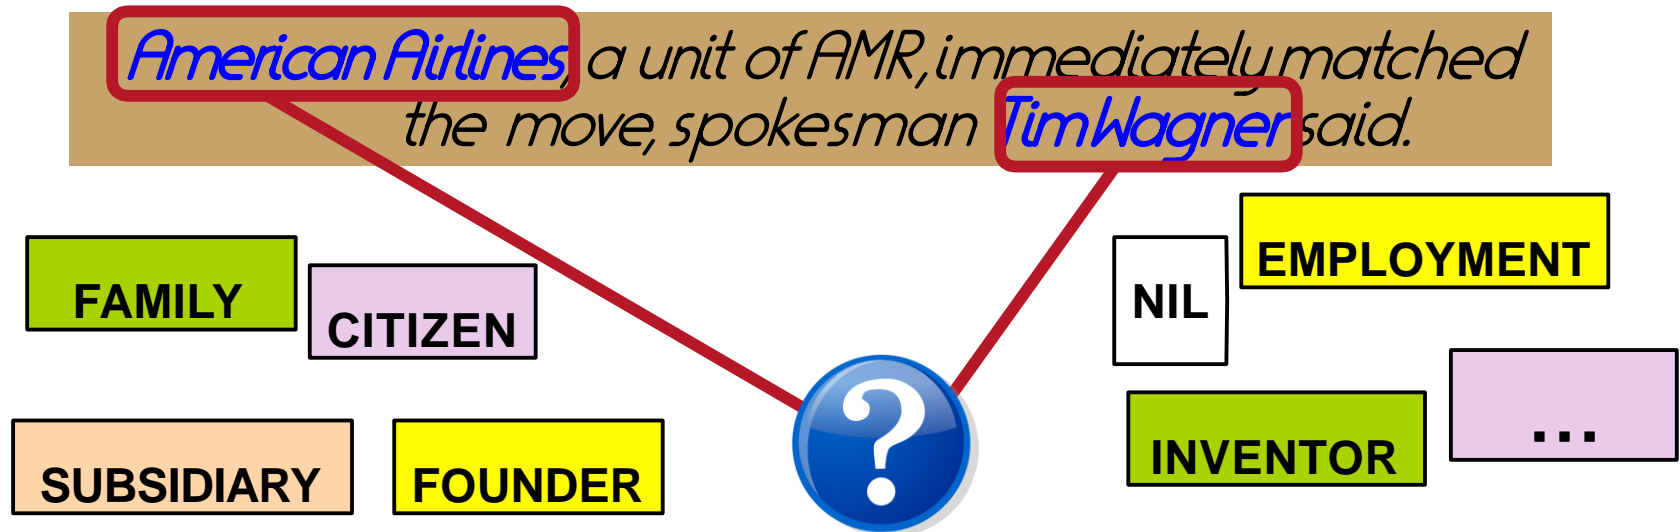 American Airlines, a unit of AMR, immediately matched
the move, spokesman Tim Wagner said.
EMPLOYMENT
FAMILY
NIL
CITIZEN
...
INVENTOR
SUBSIDIARY
FOUNDER
?